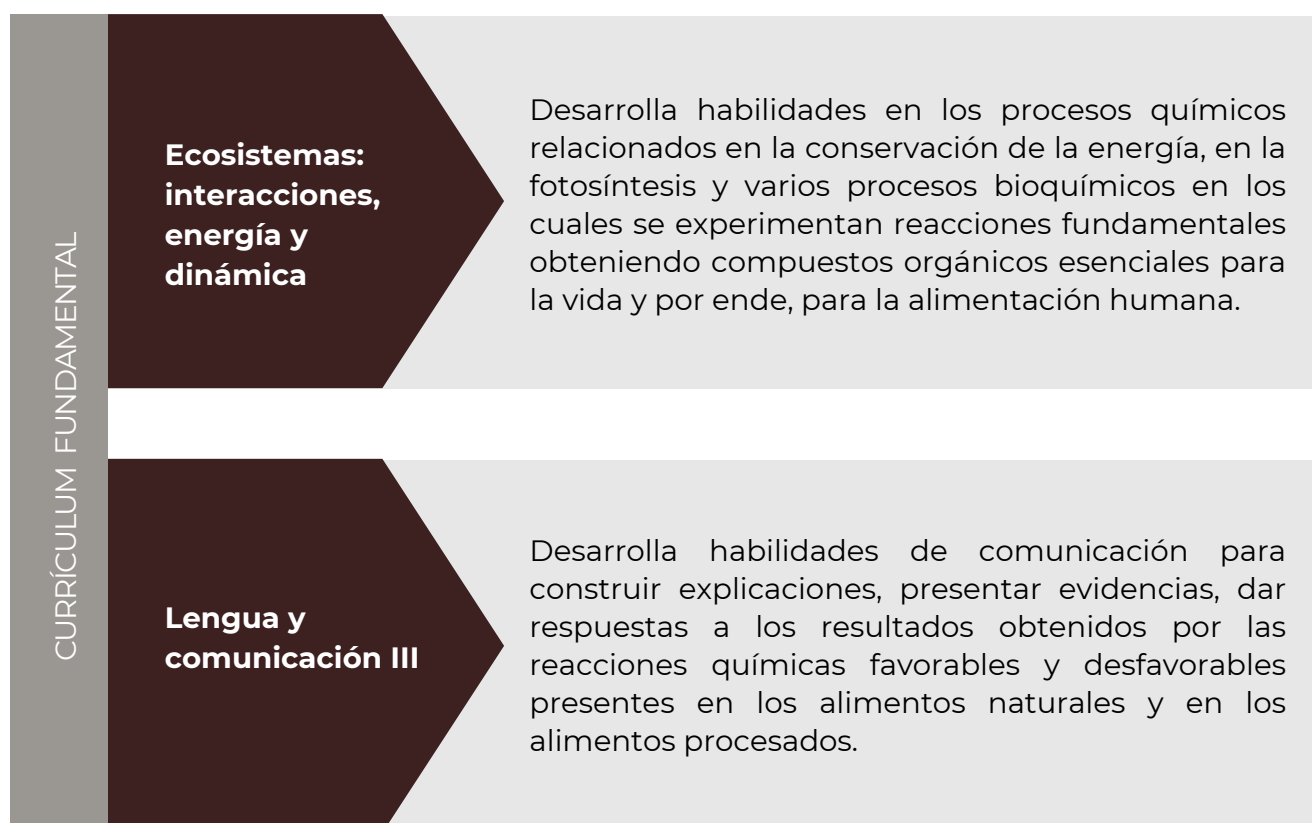 CURRÍCULUM FUNDAMENTAL
Ecosistemas:
interacciones,
energía y
dinámica
Desarrolla habilidades en los procesos químicos
relacionados en la conservación de la energía, en la
fotosíntesis y varios procesos bioquímicos en los
cuales se experimentan reacciones fundamentales
obteniendo compuestos orgánicos esenciales para
la vida y por ende, para la alimentación humana.
Lengua y
comunicación III
Desarrolla habilidades de comunicación para
construir explicaciones, presentar evidencias, dar
respuestas a los resultados obtenidos por las
reacciones químicas favorables y desfavorables
presentes en los alimentos naturales y en los
alimentos procesados.